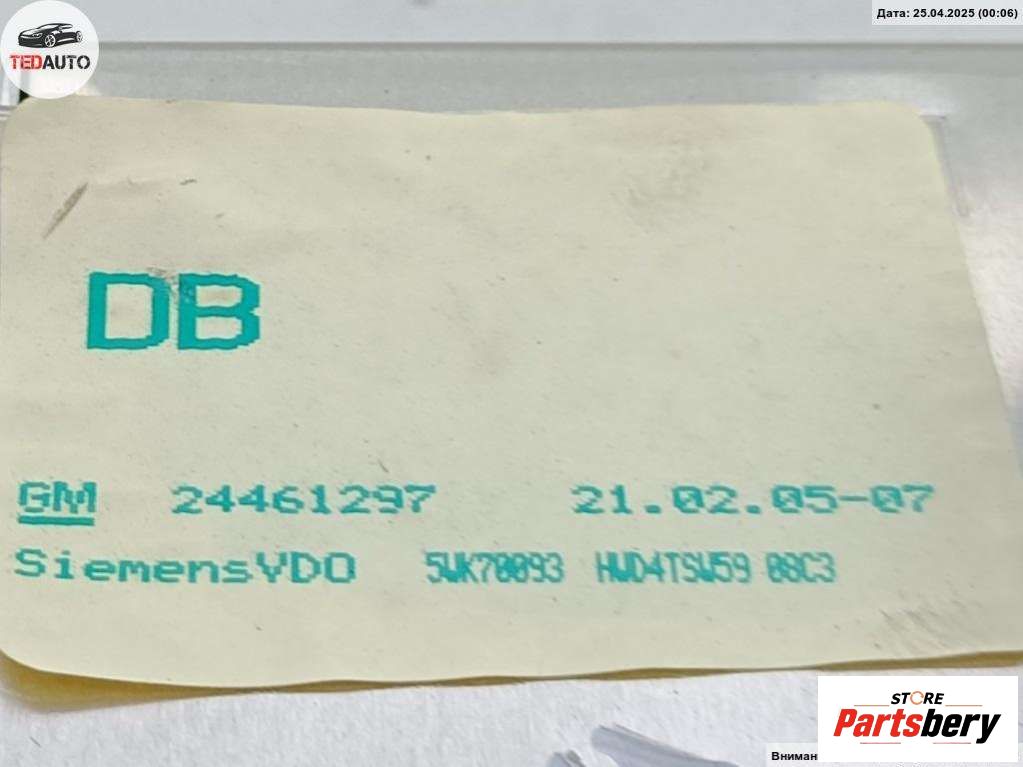 Дата: 25.04.2025 (00:06)
TEDAUTO
DB
GM 24461297 21.02.05-07
SiemensVDO 5WK70093 HWD4TSW59 08C3
STORE
Partsbery